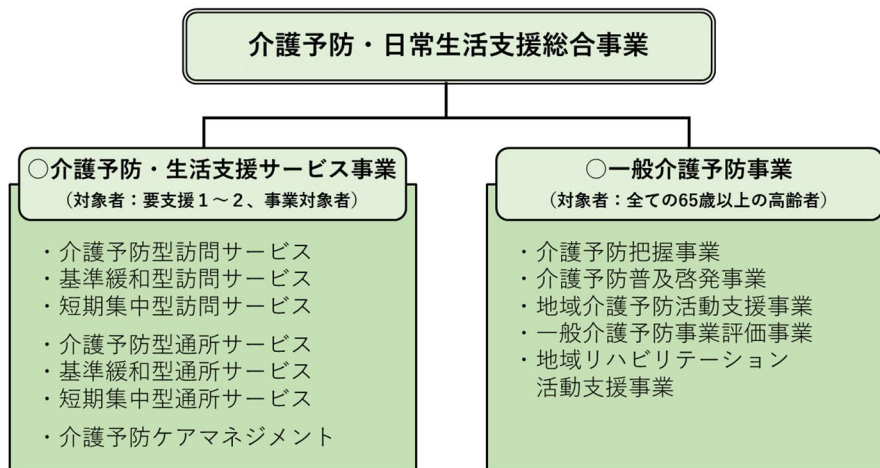 介護予防・日常生活支援総合事業
○介護予防・生活支援サービス事業
（対象者：要支援１～２、事業対象者）
・介護予防型訪問サービス
・基準緩和型訪問サービス
・短期集中型訪問サービス
・介護予防型通所サービス
・基準緩和型通所サービス
・短期集中型通所サービス
・介護予防ケアマネジメント
○一般介護予防事業
（対象者：全ての65歳以上の高齢者）
・介護予防把握事業
・介護予防普及啓発事業
・地域介護予防活動支援事業
・一般介護予防事業評価事業
・地域リハビリテーション
活動支援事業